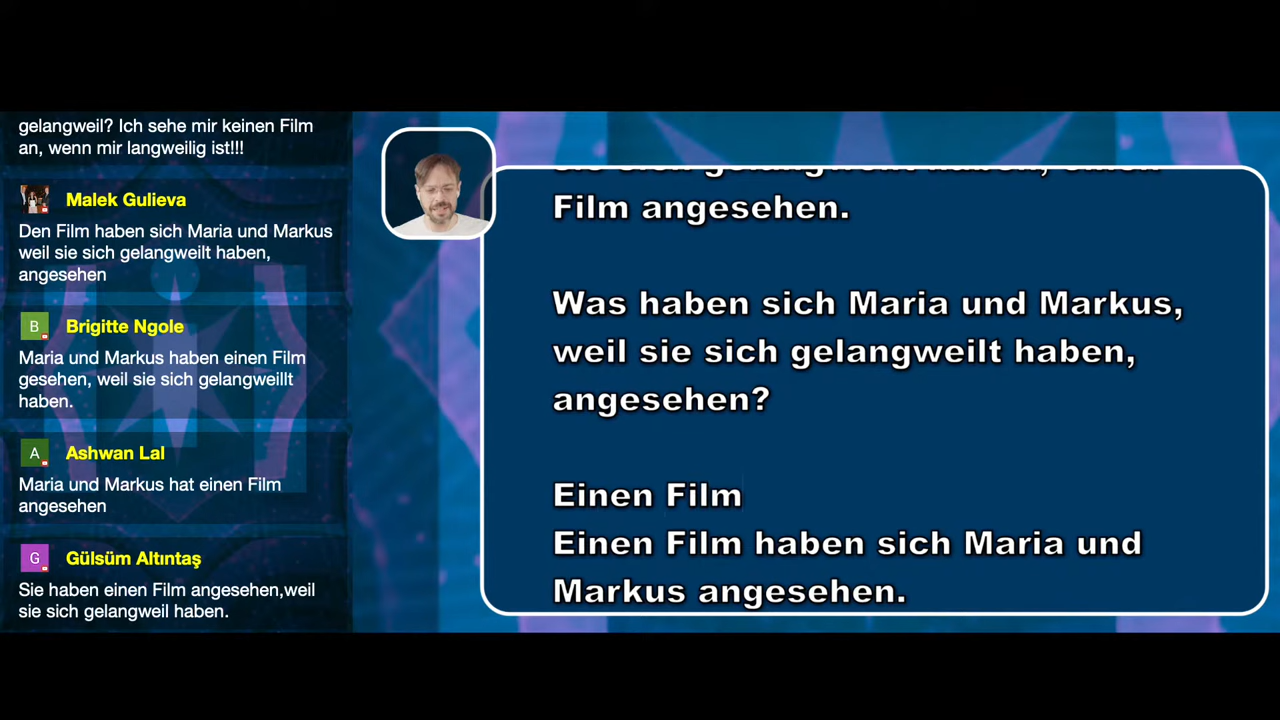 gelangweil? Ich sehe mir keinen Film
an, wenn mir langweilig ist!!!
Malek Gulieva
Den Film haben sich Maria und Markus
weil sie sich gelangweilt haben,
angesehen
B
Brigitte Ngole
Maria und Markus haben einen Film
gesehen, weil sie sich gelangweillt
haben.
A
Ashwan Lal
Maria und Markus hat einen Film
angesehen
G
Gülsüm Altıntaş
Sie haben einen Film angesehen,weil
sie sich gelangweil haben.
Film angesehen.
Was haben sich Maria und Markus,
weil sie sich gelangweilt haben,
angesehen?
Einen Film
Einen Film haben sich Maria und
Markus angesehen.